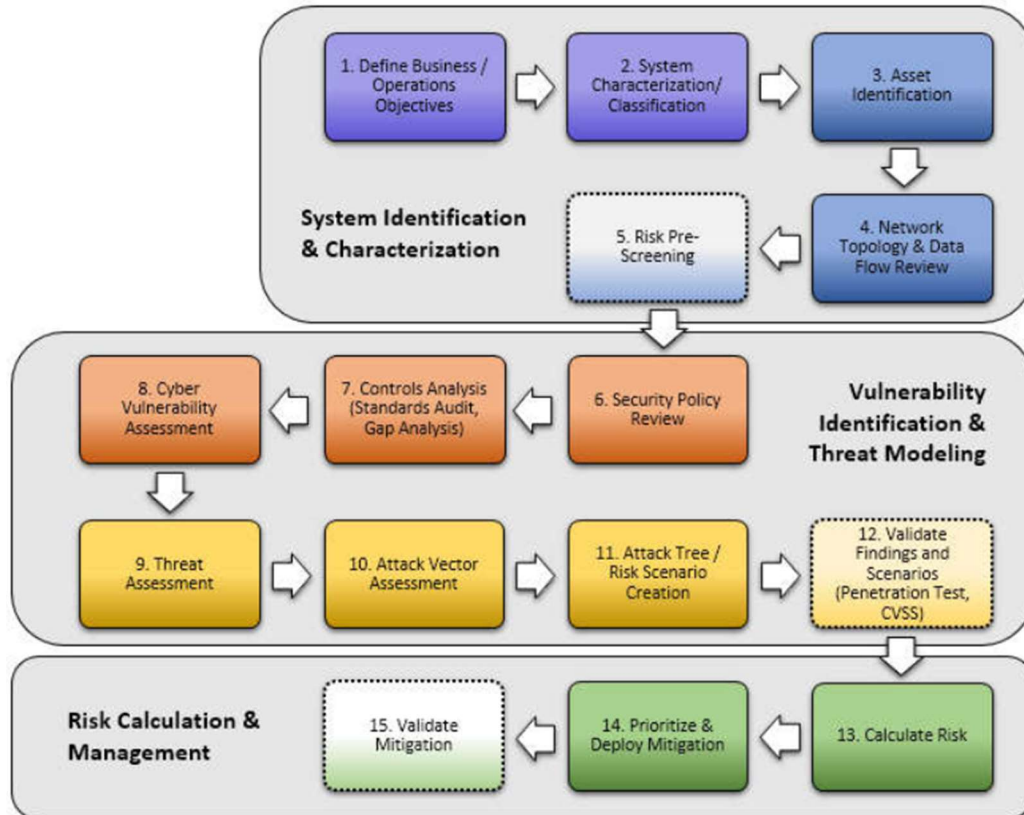 1. Define Business /
Operations
Objectives
2. System
Characterization/
Classification
3. Asset
Identification
System Identification
& Characterization
5. Risk Pre-
Screening
4. Network
Topology & Data
Flow Review
8. Cyber
Vulnerability
Assessment
7. Controls Analysis
(Standards Audit,
Gap Analysis)
6. Security Policy
Review
Vulnerability
Identification &
Threat Modeling
9. Threat
Assessment
10. Attack Vector
Assessment
11. Attack Tree /
Risk Scenario
Creation
12. Validate
Findings and
Scenarios
(Penetration Test,
CVSS)
Risk Calculation &
Management
15. Validate
Mitigation
14. Prioritize &
Deploy Mitigation
13. Calculate Risk